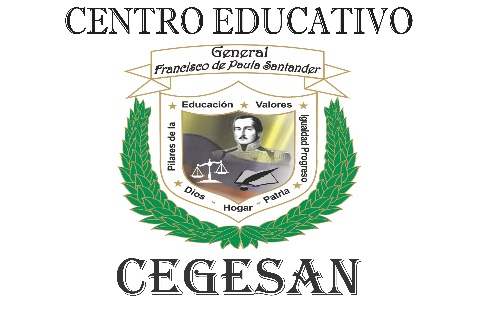 CENTRO EDUCATIVO
General
Francisco de Paula Santander
Educación ★ Valores
Pilares de la
Igualdad Progreso
Dios - Hogar - Patria
CEGESAN